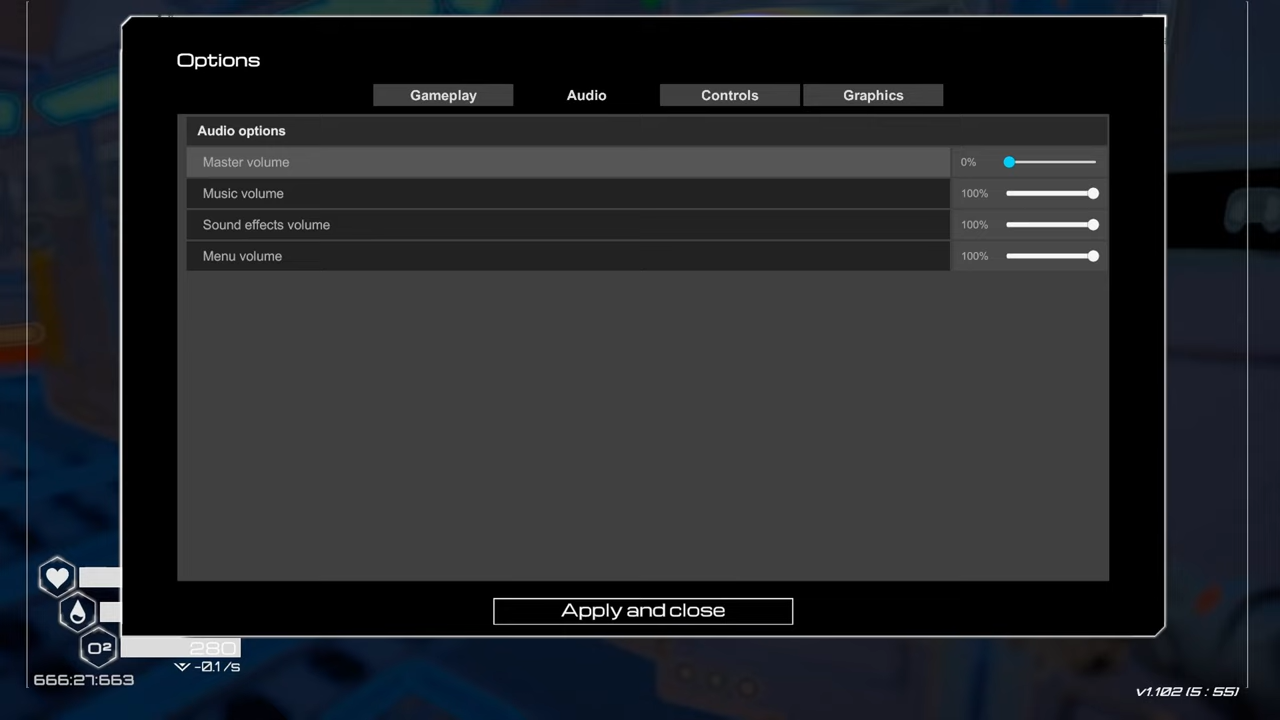 Options
Gameplay Audio Controls Graphics
Audio options
Master volume 0%
Music volume 100%
Sound effects volume 100%
Menu volume 100%
Apply and close
O² 280
-0.1 /s
666:27:663
v1.102 (5 : 55)